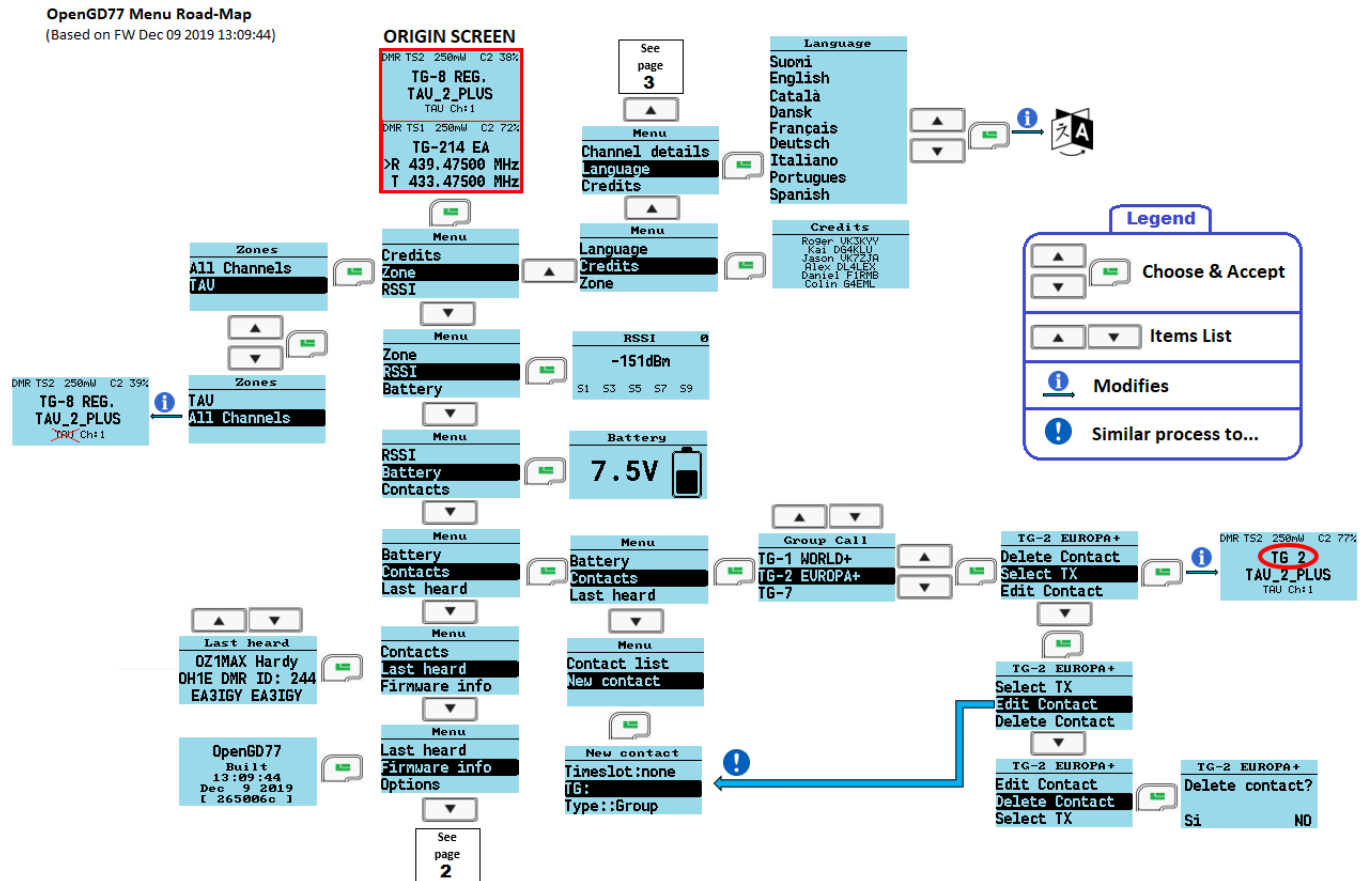 OpenGD77 Menu Road-Map
(Based on FW Dec 09 2019 13:09:44)
ORIGIN SCREEN
DMR TS2 250mW C2 38%
TG-8 REG.
TAV_2_PLUS
TAV Ch:1
DMR TS1 250mW C2 72%
TG-214 EA
>R 439.47500 MHz
T 433.47500 MHz
See
page
3
Menu
Channel details
Language
Credits
Language
Suomi
English
Català
Dansk
Français
Deutsch
Italiano
Portugues
Spanish
Menu
Language
Credits
Zone
Credits
Roger VK3KYY
Kai DG4KLU
Jason VK7ZJA
Alex DL4LEX
Daniel F1RMB
Colin G4EML
Legend
Choose & Accept
Items List
Modifies
Similar process to...
Zones
All Channels
TAV
Menu
Credits
Zone
RSSI
Zones
TAV
All Channels
DMR TS2 250mW C2 39%
TG-8 REG.
TAV_2_PLUS
TAV Ch:1
Menu
Zone
RSSI
Battery
RSSI 0
-151dBm
S1 S3 S5 S7 S9
Menu
RSSI
Battery
Contacts
Battery
7.5V
Menu
Battery
Contacts
Last heard
Menu
Battery
Contacts
Last heard
Group Call
TG-1 WORLD+
TG-2 EUROPA+
TG-7
TG-2 EUROPA+
Delete Contact
Select TX
Edit Contact
DMR TS2 250mW C2 77%
TG 2
TAV_2_PLUS
TAV Ch:1
Last heard
OZ1MAX Hardy
OH1E DMR ID: 244
EA3IGY EA3IGY
Menu
Contacts
Last heard
Firmware info
Menu
Contact list
New contact
TG-2 EUROPA+
Select TX
Edit Contact
Delete Contact
OpenGD77
Built
13:09:44
Dec 9 2019
[ 265006c ]
Menu
Last heard
Firmware info
Options
New contact
Timeslot:none
TG:
Type::Group
TG-2 EUROPA+
Edit Contact
Delete Contact
Select TX
TG-2 EUROPA+
Delete contact?
Si NO
See
page
2